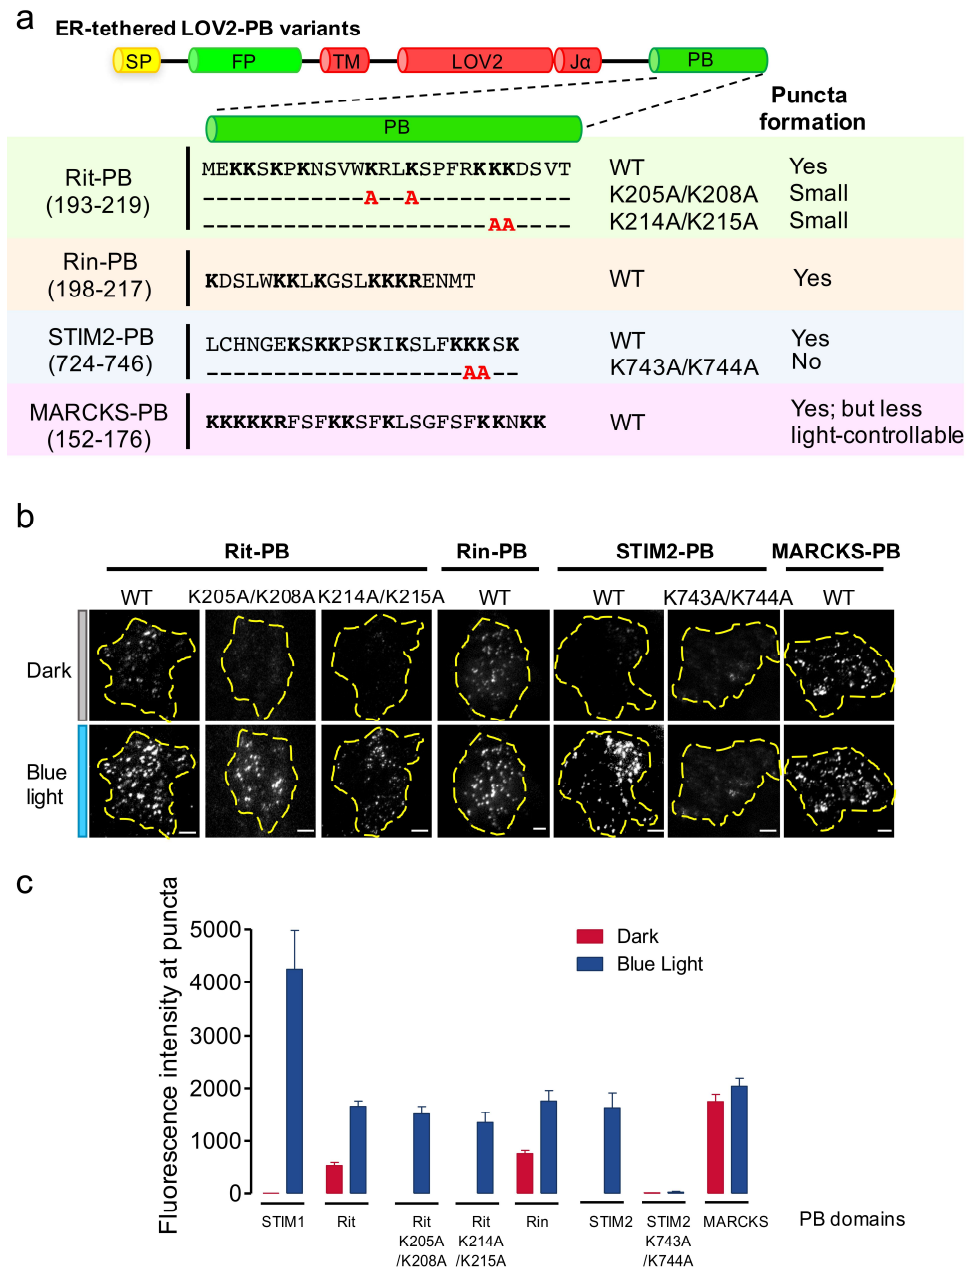 a
ER-tethered LOV2-PB variants
SP FP TM LOV2 Jα PB
Puncta
formation
PB
Rit-PB
(193-219)
MEKKSKPKNSVWKRLKSPFRKKKDSVT WT Yes
---------------A--A--------------- K205A/K208A Small
---------------------AA---- K214A/K215A Small
Rin-PB
(198-217)
KDSLWKKLKGSLKKKRENMT WT Yes
STIM2-PB
(724-746)
LCHNGEKSKKPSKIKSLFKKKSK WT Yes
-------------------AA-- K743A/K744A No
MARCKS-PB
(152-176)
KKKKKRFSFKKSFKLSGFSFKKNKK WT Yes; but less
light-controllable
b
Rit-PB Rin-PB STIM2-PB MARCKS-PB
WT K205A/K208A K214A/K215A WT WT K743A/K744A WT
Dark
Blue
light
c
Fluorescence intensity at puncta
5000
4000
3000
2000
1000
0
Dark
Blue Light
STIM1 Rit Rit Rit Rin STIM2 STIM2 MARCKS PB domains
K205A K214A K743A
/K208A /K215A /K744A